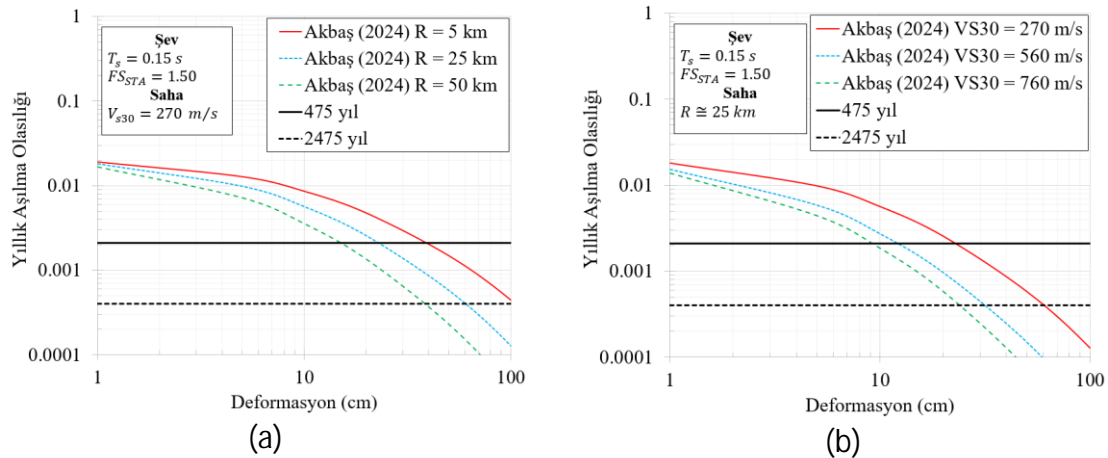 Yıllık Aşılma Olasılığı
1
0.1
0.01
0.001
0.0001
1
10
100
Deformasyon (cm)
Şev
T_s = 0.15 s
FS_STA = 1.50
Saha
V_s30 = 270 m/s
Akbaş (2024) R = 5 km
Akbaş (2024) R = 25 km
Akbaş (2024) R = 50 km
475 yıl
2475 yıl
(a)
Yıllık Aşılma Olasılığı
1
0.1
0.01
0.001
0.0001
1
10
100
Deformasyon (cm)
Şev
T_s = 0.15 s
FS_STA = 1.50
Saha
R ≅ 25 km
Akbaş (2024) VS30 = 270 m/s
Akbaş (2024) VS30 = 560 m/s
Akbaş (2024) VS30 = 760 m/s
475 yıl
2475 yıl
(b)